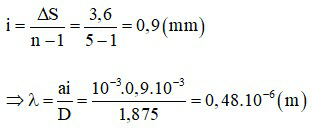 i = ΔS / (n − 1) = 3,6 / (5 − 1) = 0,9 (mm)
⇒ λ = ai / D = 10⁻³.0,9.10⁻³ / 1,875 = 0,48.10⁻⁶ (m)